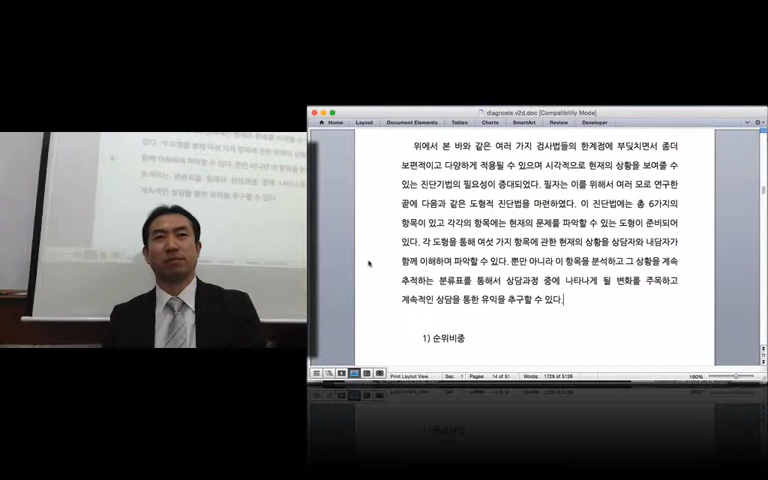 diagnosis v2d.doc [Compatibility Mode]
Home Layout Document Elements Tables Charts SmartArt Review Developer
위에서 본 바와 같은 여러 가지 검사법들의 한계점에 부딪치면서 좀더
보편적이고 다양하게 적용될 수 있으며 시각적으로 현재의 상황을 보여줄 수
있는 진단기법의 필요성이 증대되었다. 필자는 이를 위해서 여러 모로 연구한
끝에 다음과 같은 도형적 진단법을 마련하였다. 이 진단법에는 총 6가지의
항목이 있고 각각의 항목에는 현재의 문제를 파악할 수 있는 도형이 준비되어
있다. 각 도형을 통해 여섯 가지 항목에 관한 현재의 상황을 상담자와 내담자가
함께 이해하며 파악할 수 있다. 뿐만 아니라 이 항목을 분석하고 그 상황을 계속
추적하는 분류표를 통해서 상담과정 중에 나타나게 될 변화를 주목하고
계속적인 상담을 통한 유익을 추구할 수 있다.
1) 순위비중
Print Layout View Sec 1 Pages: 14 of 51 Words: 1729 of 5126